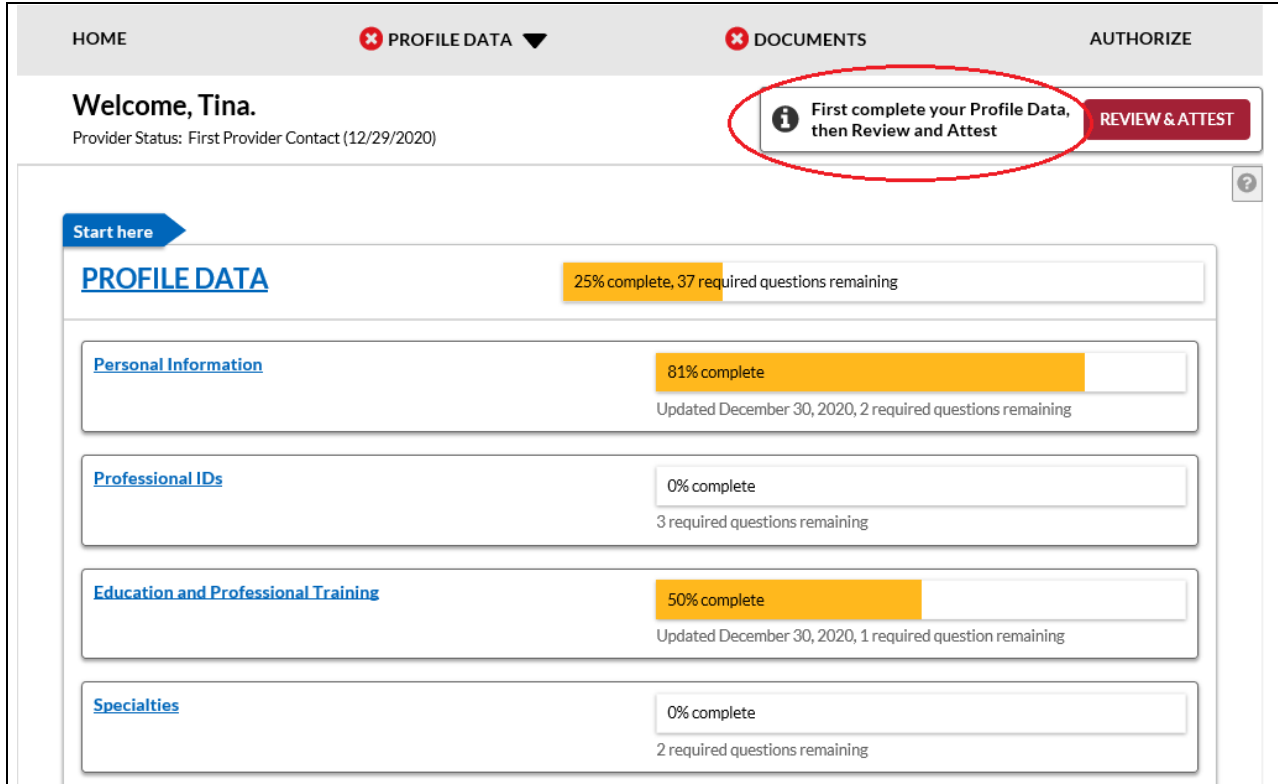 HOME
PROFILE DATA
DOCUMENTS
AUTHORIZE
Welcome, Tina.
Provider Status: First Provider Contact (12/29/2020)
First complete your Profile Data,
then Review and Attest
REVIEW & ATTEST
Start here
PROFILE DATA
25% complete, 37 required questions remaining
Personal Information
81% complete
Updated December 30, 2020, 2 required questions remaining
Professional IDs
0% complete
3 required questions remaining
Education and Professional Training
50% complete
Updated December 30, 2020, 1 required question remaining
Specialties
0% complete
2 required questions remaining